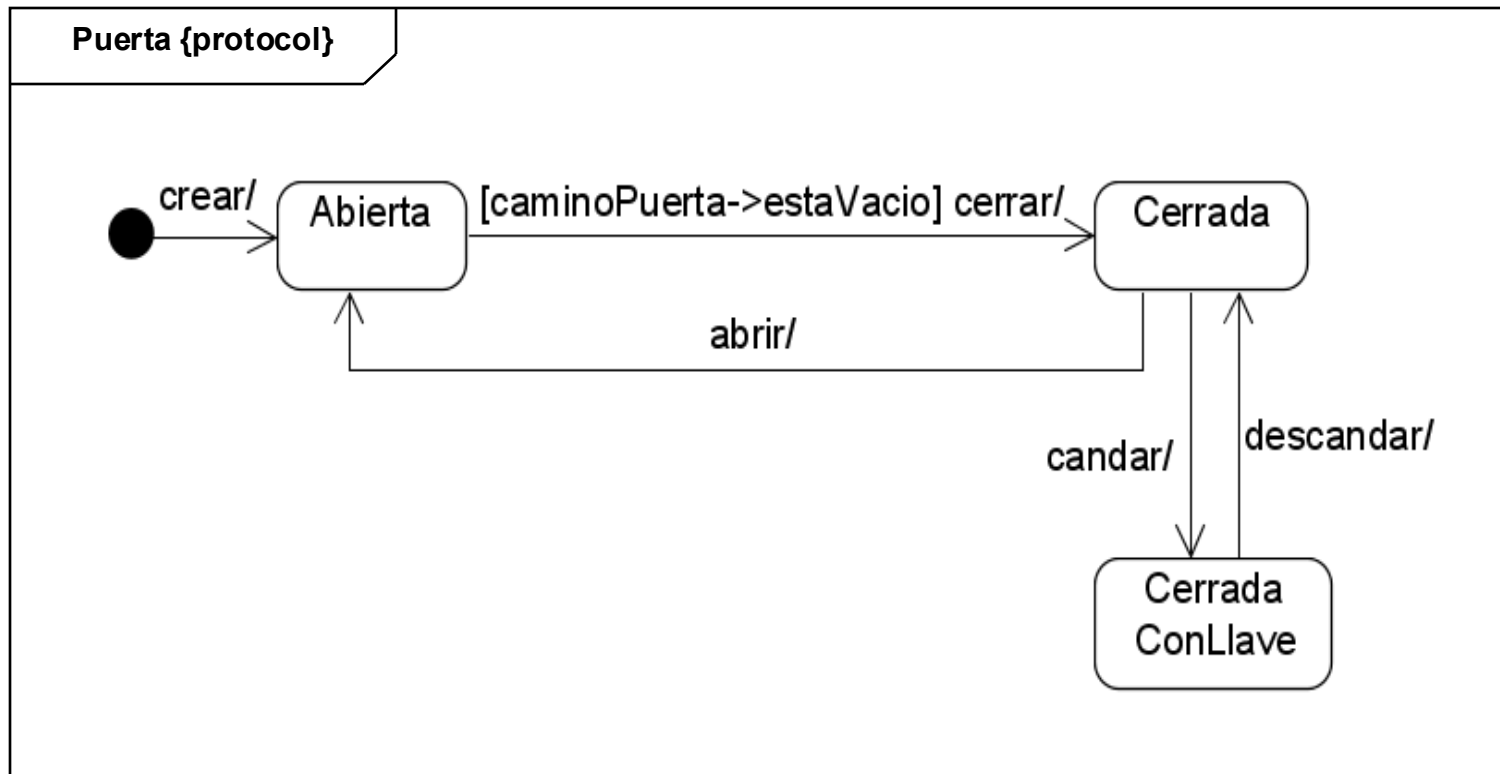 Puerta {protocol}
crear/
Abierta
[caminoPuerta->estaVacio] cerrar/
Cerrada
abrir/
candar/
descandar/
Cerrada
ConLlave